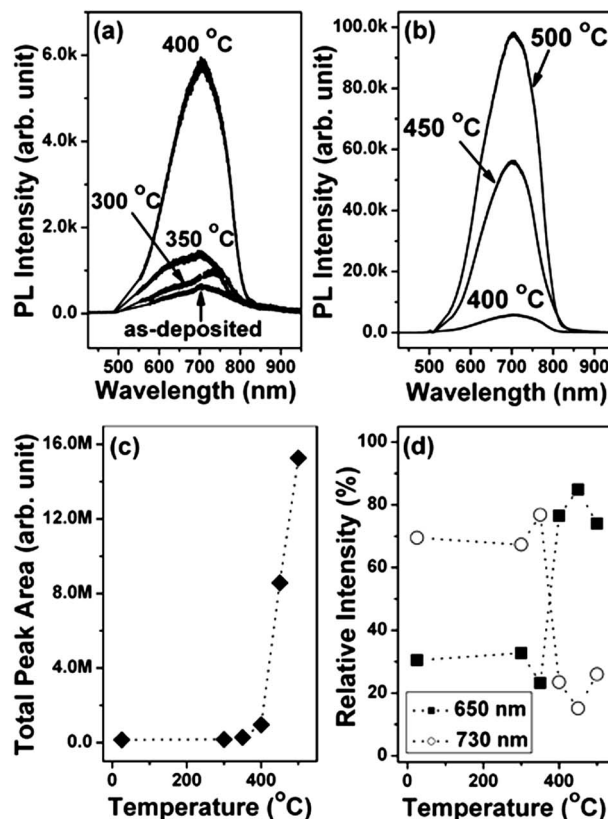 (a)
400 °C
300 °C
350 °C
as-deposited
6.0k
4.0k
2.0k
0.0
PL Intensity (arb. unit)
500 600 700 800 900
Wavelength (nm)
(b)
500 °C
450 °C
400 °C
100.0k
80.0k
60.0k
40.0k
20.0k
0.0
PL Intensity (arb. unit)
500 600 700 800 900
Wavelength (nm)
(c)
16.0M
12.0M
8.0M
4.0M
0.0
Total Peak Area (arb. unit)
0 200 400
Temperature (°C)
(d)
100
80
60
40
20
0
Relative Intensity (%)
650 nm
730 nm
0 200 400
Temperature (°C)